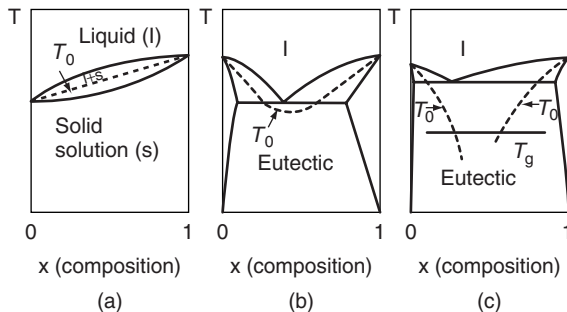 T
Liquid (l)
T0
l+s
Solid
solution (s)
0
1
x (composition)
(a)
T
l
T0
Eutectic
0
1
x (composition)
(b)
T
l
T0
T0
Tg
Eutectic
0
1
x (composition)
(c)